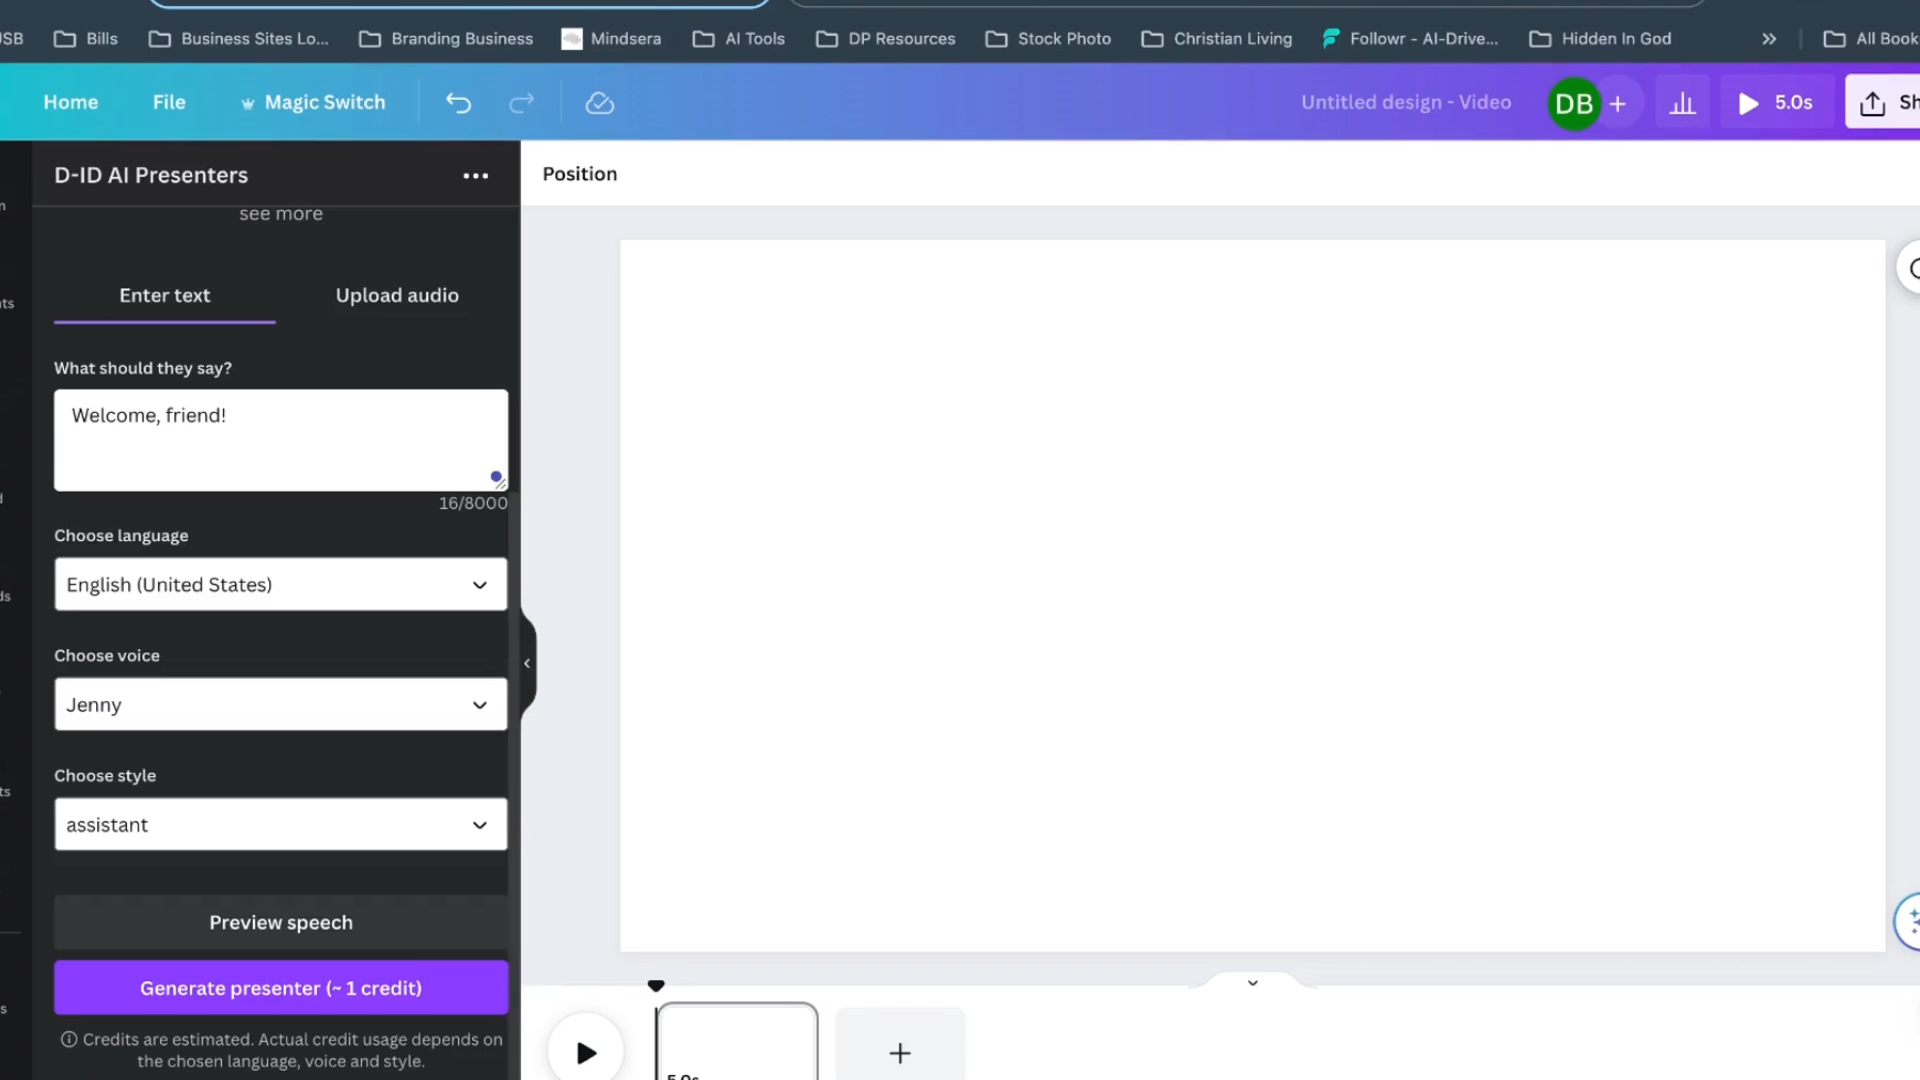 SB
Bills
Business Sites Lo...
Branding Business
Mindsera
AI Tools
DP Resources
Stock Photo
Christian Living
Followr - AI-Drive...
Hidden In God
All Book
Home
File
Magic Switch
Untitled design - Video
DB
5.0s
Sh
D-ID AI Presenters
Position
see more
Enter text
Upload audio
What should they say?
Welcome, friend!
16/8000
Choose language
English (United States)
Choose voice
Jenny
Choose style
assistant
Preview speech
Generate presenter (~ 1 credit)
Credits are estimated. Actual credit usage depends on
the chosen language, voice and style.
5.0s